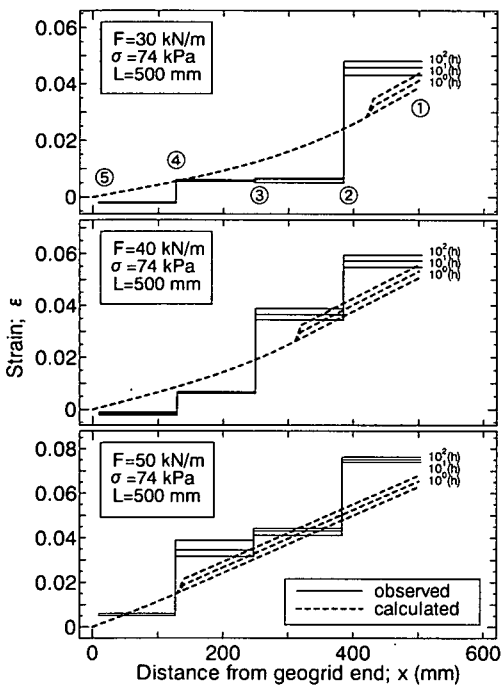 F=30 kN/m
σ=74 kPa
L=500 mm
0.06
0.04
0.02
0
10²(h)
10¹(h)
10⁰(h)
①
②
③
④
⑤
F=40 kN/m
σ=74 kPa
L=500 mm
0.06
0.04
0.02
0
10²(h)
10¹(h)
10⁰(h)
Strain; ε
F=50 kN/m
σ=74 kPa
L=500 mm
0.08
0.06
0.04
0.02
0
10²(h)
10¹(h)
10⁰(h)
observed
calculated
0 200 400 600
Distance from geogrid end; x (mm)